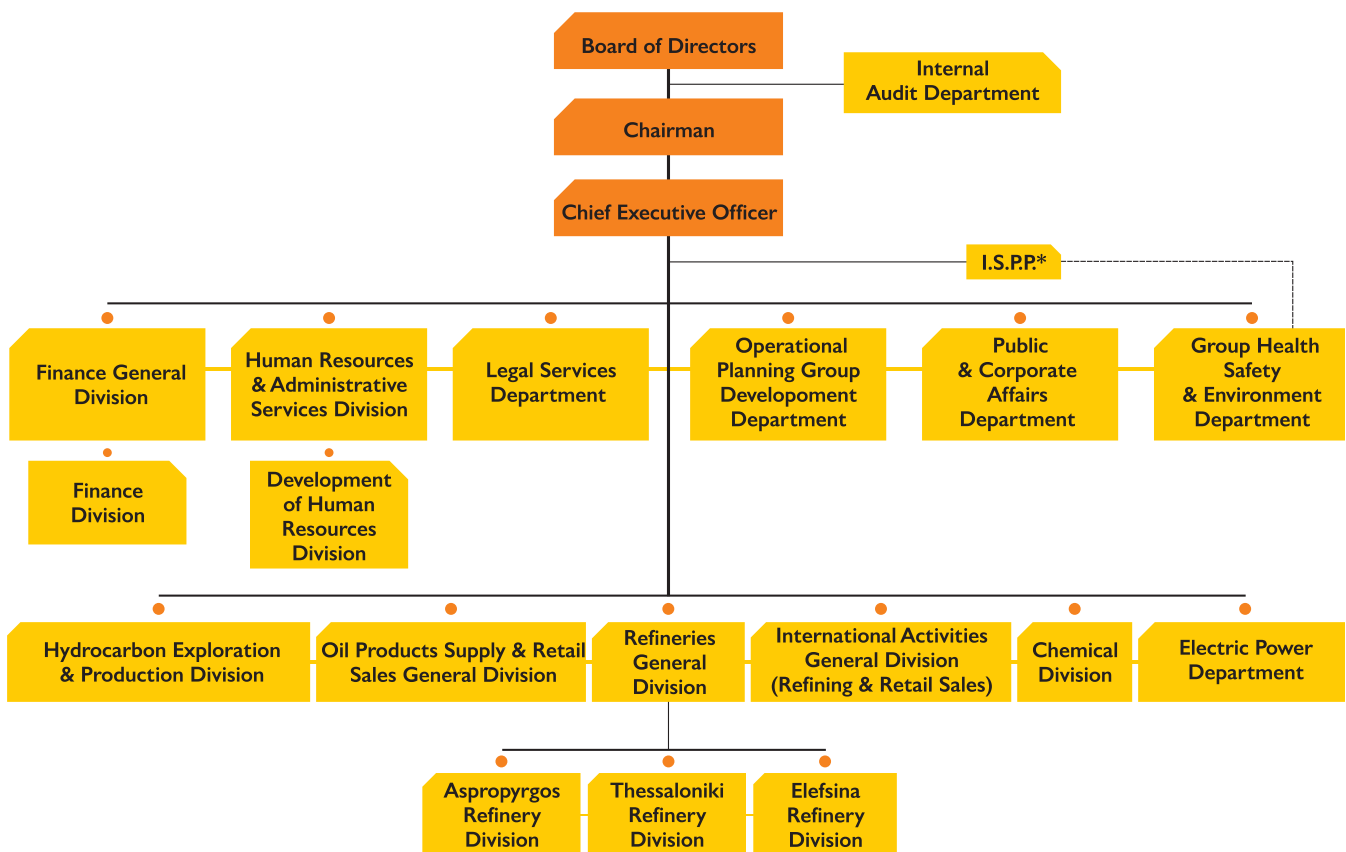 Board of Directors
Internal
Audit Department
Chairman
Chief Executive Officer
I.S.P.P.*
Finance General
Division
Human Resources
& Administrative
Services Division
Legal Services
Department
Operational
Planning Group
Developoment
Department
Public
& Corporate
Affairs
Department
Group Health
Safety
& Environment
Department
Finance
Division
Development
of Human
Resources
Division
Hydrocarbon Exploration
& Production Division
Oil Products Supply & Retail
Sales General Division
Refineries
General
Division
International Activities
General Division
(Refining & Retail Sales)
Chemical
Division
Electric Power
Department
Aspropyrgos
Refinery
Division
Thessaloniki
Refinery
Division
Elefsina
Refinery
Division